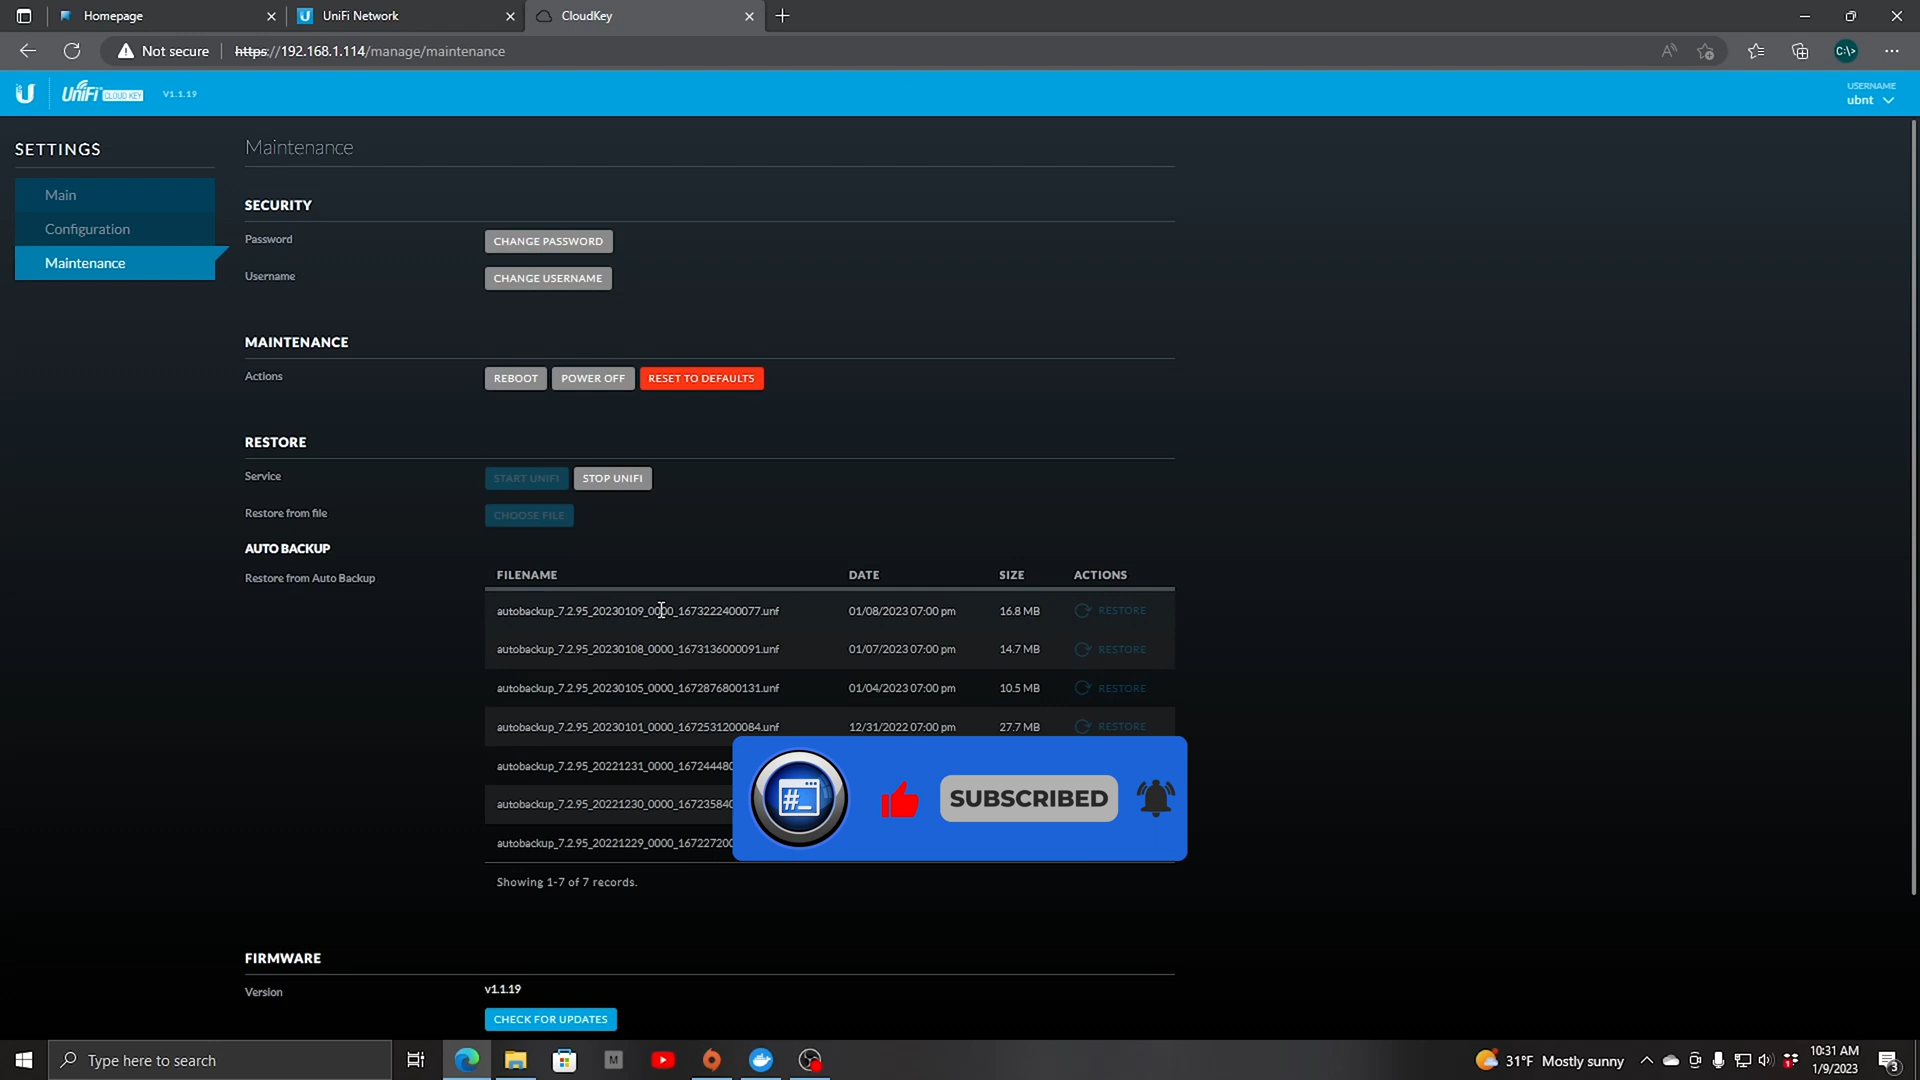 Homepage
UniFi Network
CloudKey
Not secure
https://192.168.1.114/manage/maintenance
C:\>
UniFi CLOUD KEY
V1.1.19
USERNAME
ubnt
SETTINGS
Main
Configuration
Maintenance
Maintenance
SECURITY
Password
CHANGE PASSWORD
Username
CHANGE USERNAME
MAINTENANCE
Actions
REBOOT
POWER OFF
RESET TO DEFAULTS
RESTORE
Service
START UNIFI
STOP UNIFI
Restore from file
CHOOSE FILE
AUTO BACKUP
Restore from Auto Backup
FILENAME DATE SIZE ACTIONS
autobackup_7.2.95_20230109_0000_1673222400077.unf 01/08/2023 07:00 pm 16.8 MB RESTORE
autobackup_7.2.95_20230108_0000_1673136000091.unf 01/07/2023 07:00 pm 14.7 MB RESTORE
autobackup_7.2.95_20230105_0000_1672876800131.unf 01/04/2023 07:00 pm 10.5 MB RESTORE
autobackup_7.2.95_20230101_0000_1672531200084.unf 12/31/2022 07:00 pm 27.7 MB RESTORE
autobackup_7.2.95_20221231_0000_16724448
autobackup_7.2.95_20221230_0000_16723584
autobackup_7.2.95_20221229_0000_16722720
#_
SUBSCRIBED
Showing 1-7 of 7 records.
FIRMWARE
Version
v1.1.19
CHECK FOR UPDATES
Type here to search
M
31°F Mostly sunny
10:31 AM
1/9/2023
3